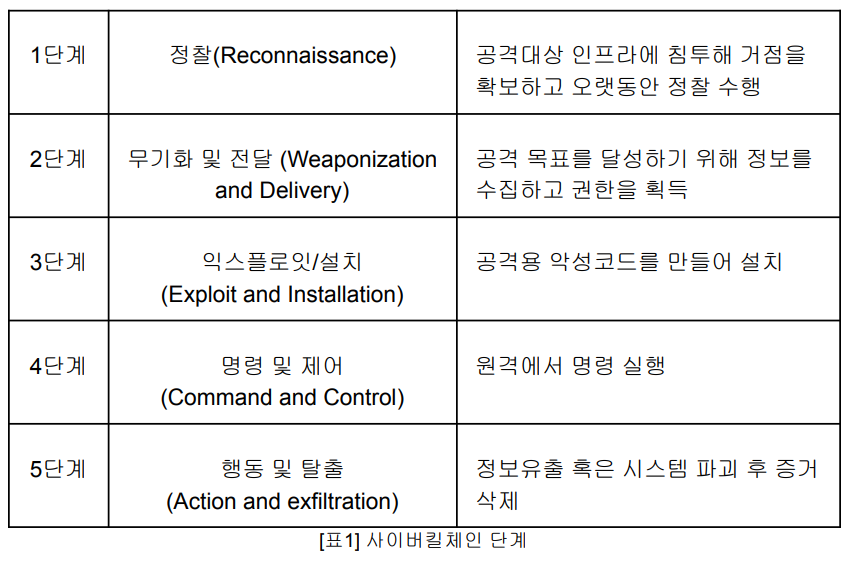 1단계
정찰(Reconnaissance)
공격대상 인프라에 침투해 거점을
확보하고 오랫동안 정찰 수행
2단계
무기화 및 전달 (Weaponization
and Delivery)
공격 목표를 달성하기 위해 정보를
수집하고 권한을 획득
3단계
익스플로잇/설치
(Exploit and Installation)
공격용 악성코드를 만들어 설치
4단계
명령 및 제어
(Command and Control)
원격에서 명령 실행
5단계
행동 및 탈출
(Action and exfiltration)
정보유출 혹은 시스템 파괴 후 증거
삭제
[표1] 사이버킬체인 단계